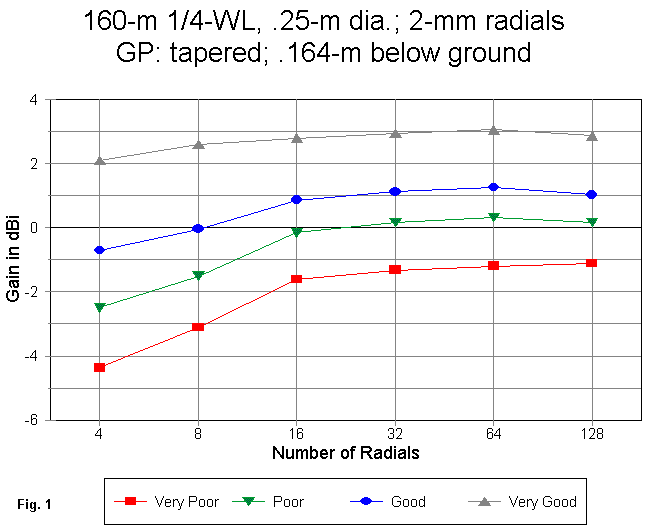 160-m 1/4-WL, .25-m dia.; 2-mm radials
GP: tapered; .164-m below ground
4
2
0
-2
-4
-6
Gain in dBi
4 8 16 32 64 128
Number of Radials
Fig. 1
Very Poor Poor Good Very Good